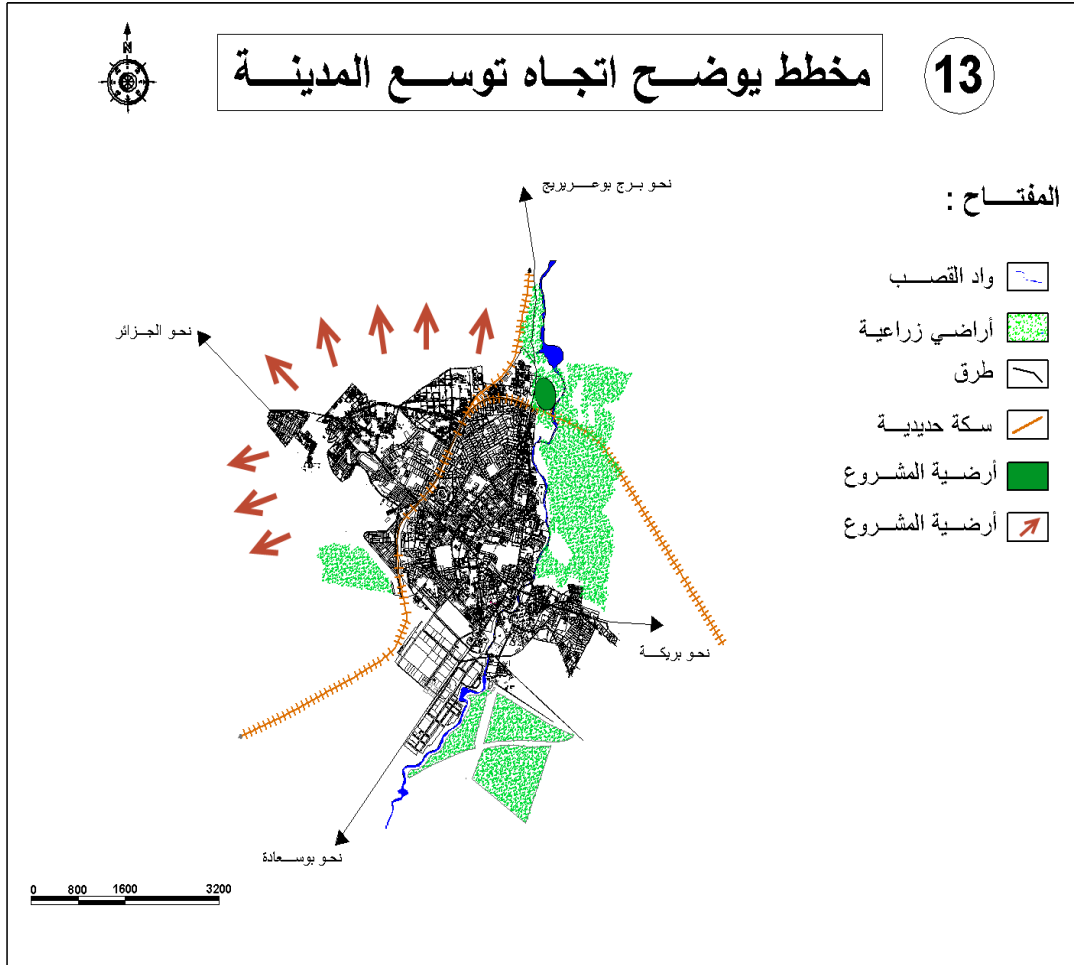 N
مخطط يوضح اتجاه توسع المدينة
13
نحو برج بوعريريج
المفتاح :
واد القصب
أراضي زراعية
طرق
سكة حديدية
أرضية المشروع
أرضية المشروع
نحو الجزائر
نحو بريكة
نحو بوسعادة
0 800 1600 3200